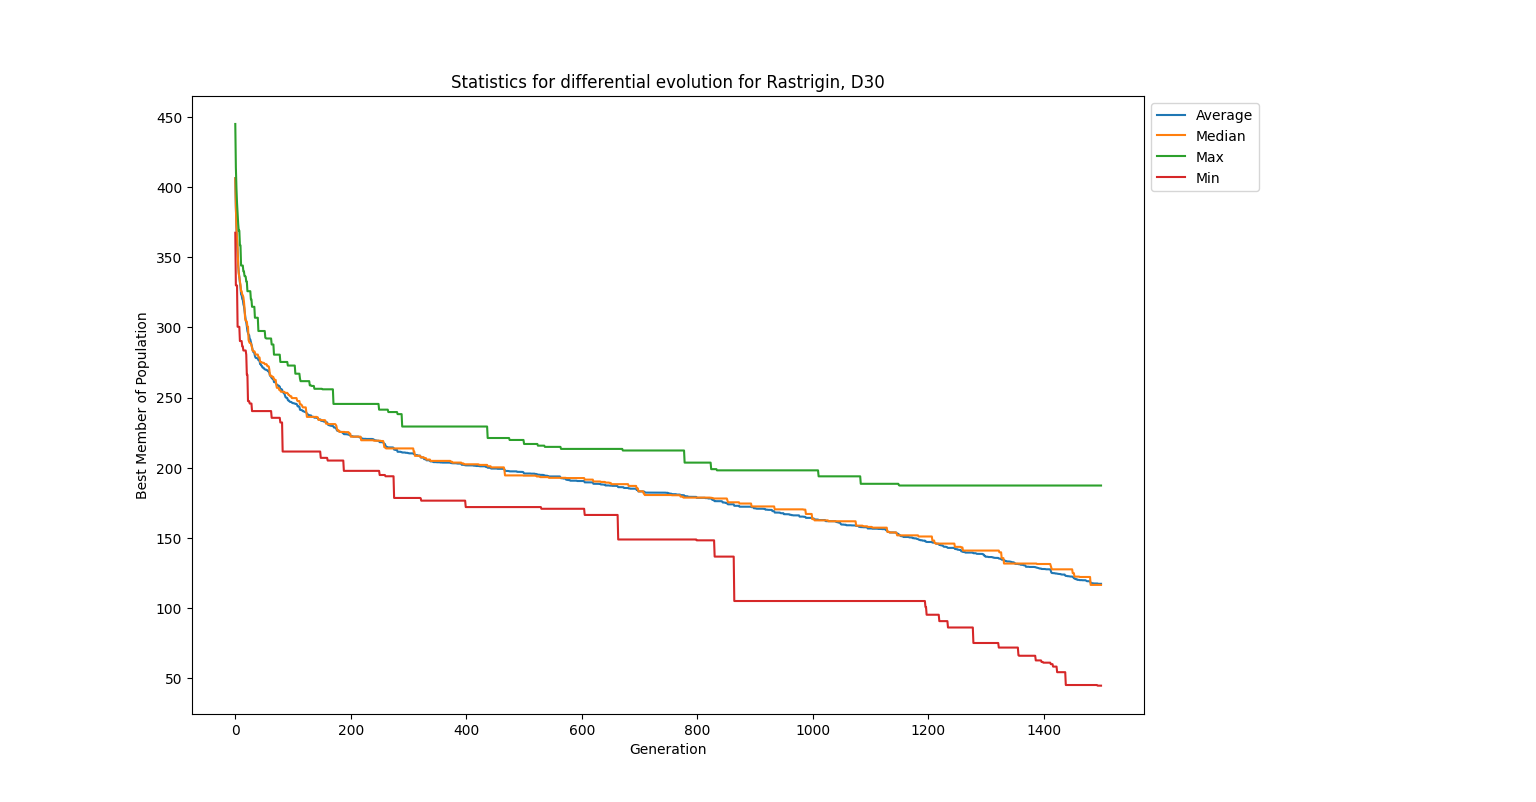 Statistics for differential evolution for Rastrigin, D30
Average
Median
Max
Min
Best Member of Population
450
400
350
300
250
200
150
100
50
0 200 400 600 800 1000 1200 1400
Generation